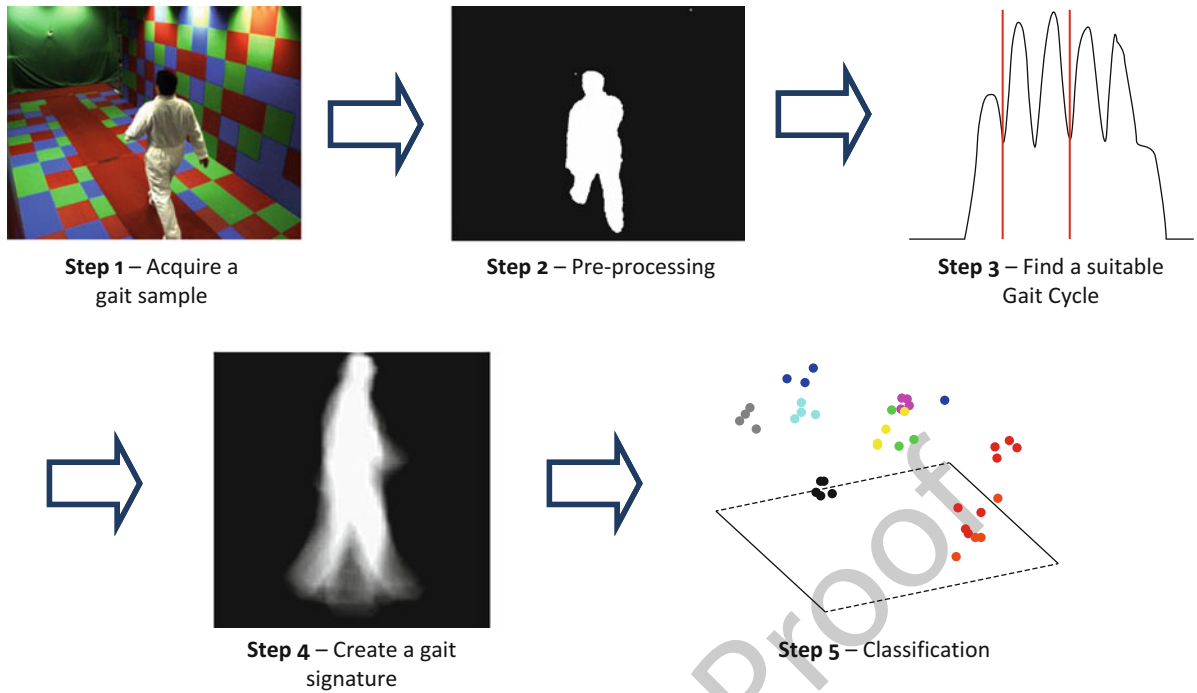 Step 1 – Acquire a
gait sample
Step 2 – Pre-processing
Step 3 – Find a suitable
Gait Cycle
Step 4 – Create a gait
signature
Step 5 – Classification
Proof